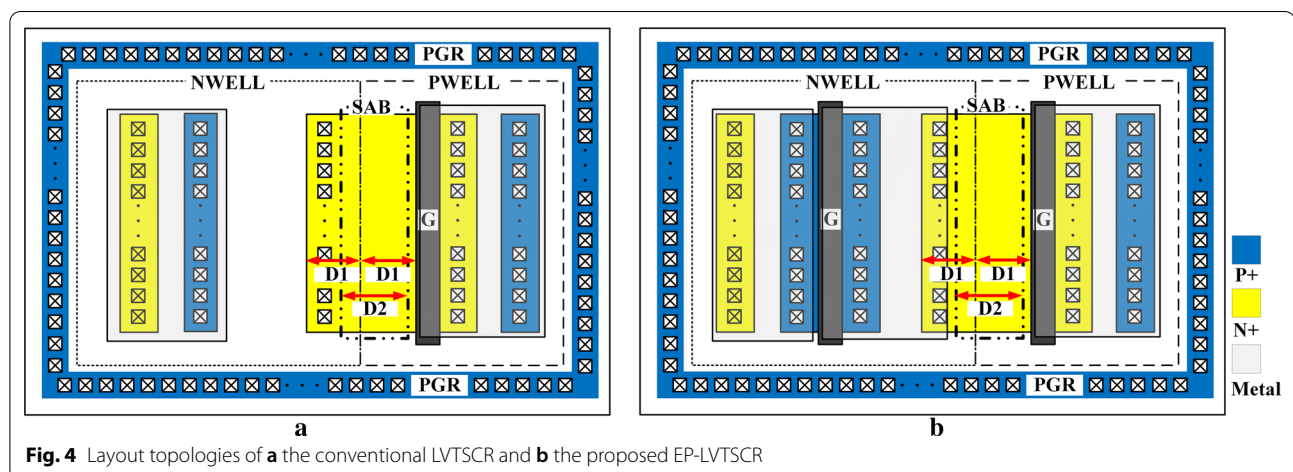 PGR
NWELL PWELL
SAB
G
D1 D1
D2
PGR
a
PGR
NWELL PWELL
SAB
G G
D1 D1
D2
PGR
b
P+
N+
Metal
Fig. 4 Layout topologies of a the conventional LVTSCR and b the proposed EP-LVTSCR